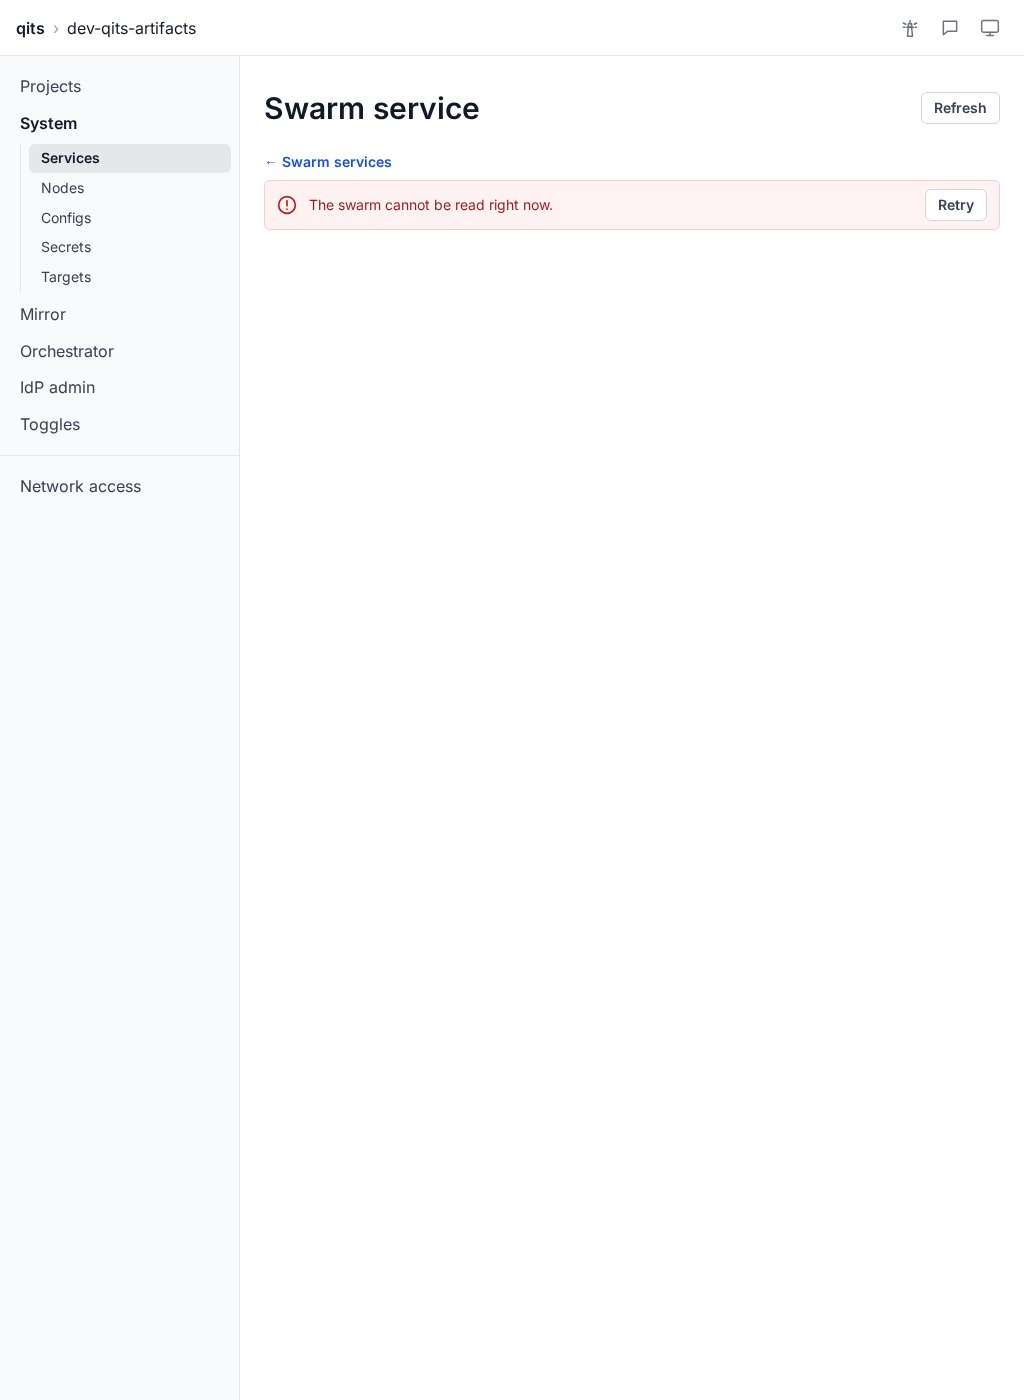 qits › dev-qits-artifacts
Projects
System
Services
Nodes
Configs
Secrets
Targets
Mirror
Orchestrator
IdP admin
Toggles
Network access
Swarm service
Refresh
← Swarm services
The swarm cannot be read right now.
Retry